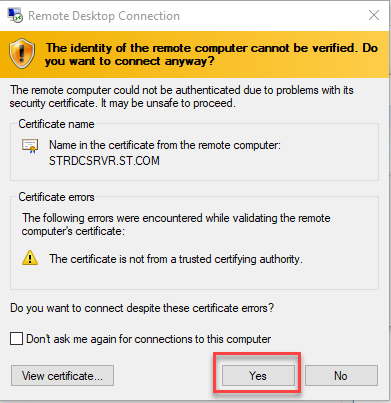 Remote Desktop Connection
The identity of the remote computer cannot be verified. Do
you want to connect anyway?
The remote computer could not be authenticated due to problems with its
security certificate. It may be unsafe to proceed.
Certificate name
Name in the certificate from the remote computer:
STRDCSRVR.ST.COM
Certificate errors
The following errors were encountered while validating the remote
computer's certificate:
The certificate is not from a trusted certifying authority.
Do you want to connect despite these certificate errors?
Don't ask me again for connections to this computer
View certificate... Yes No